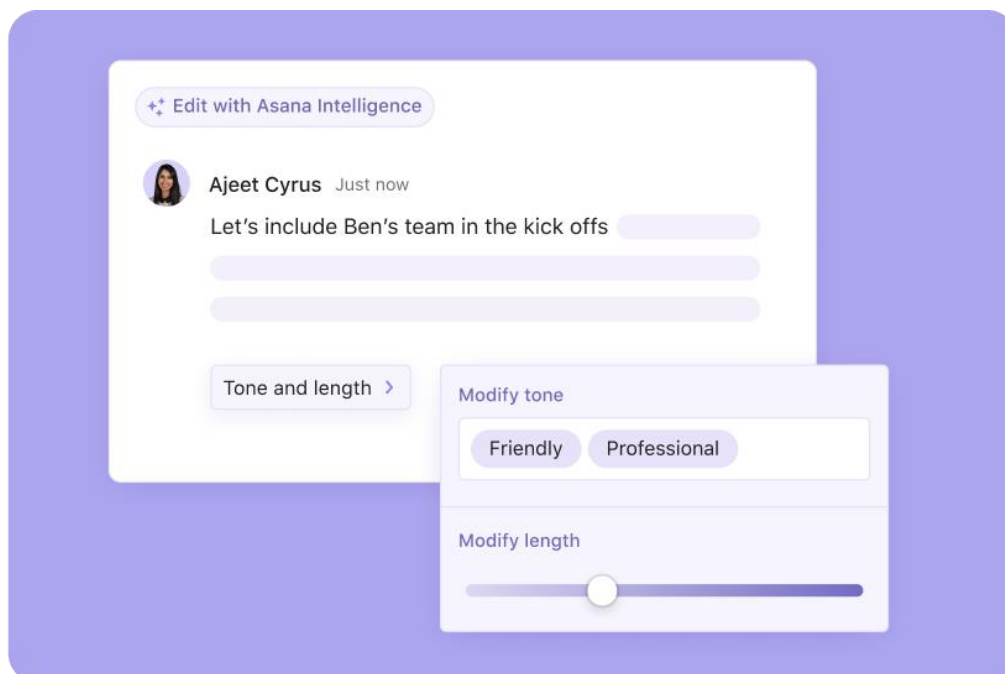 Edit with Asana Intelligence
Ajeet Cyrus Just now
Let’s include Ben’s team in the kick offs
Tone and length
Modify tone
Friendly Professional
Modify length